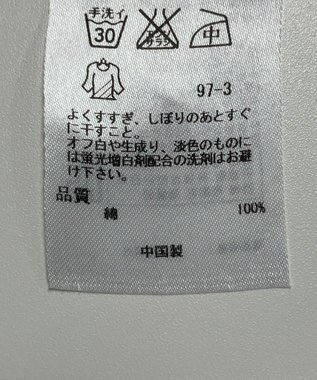 手洗イ
30
エンソ
サラシ
中
97-3
よくすすぎ、しぼりのあとすぐ
に干すこと。
オフ白や生成り、淡色のものに
は蛍光増白剤配合の洗剤はお避
け下さい。
品質
綿 100%
中国製